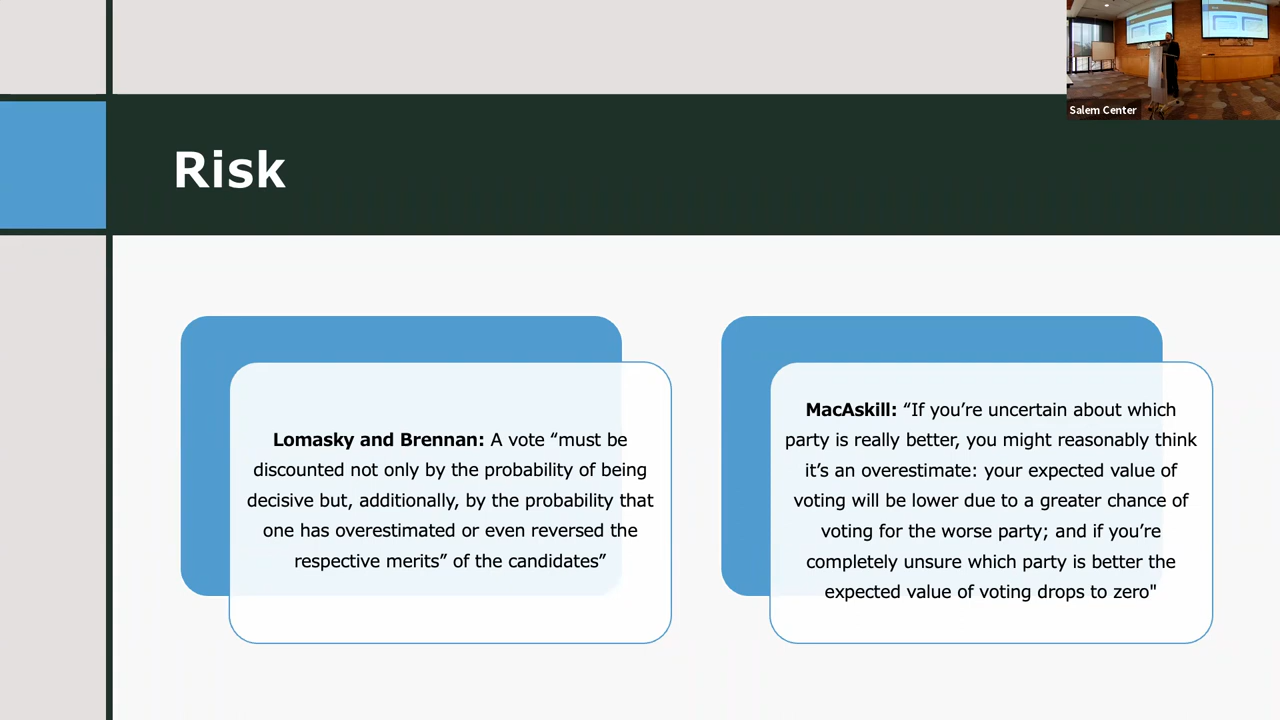 Salem Center
Risk
Lomasky and Brennan: A vote “must be
discounted not only by the probability of being
decisive but, additionally, by the probability that
one has overestimated or even reversed the
respective merits” of the candidates”
MacAskill: “If you’re uncertain about which
party is really better, you might reasonably think
it’s an overestimate: your expected value of
voting will be lower due to a greater chance of
voting for the worse party; and if you’re
completely unsure which party is better the
expected value of voting drops to zero"